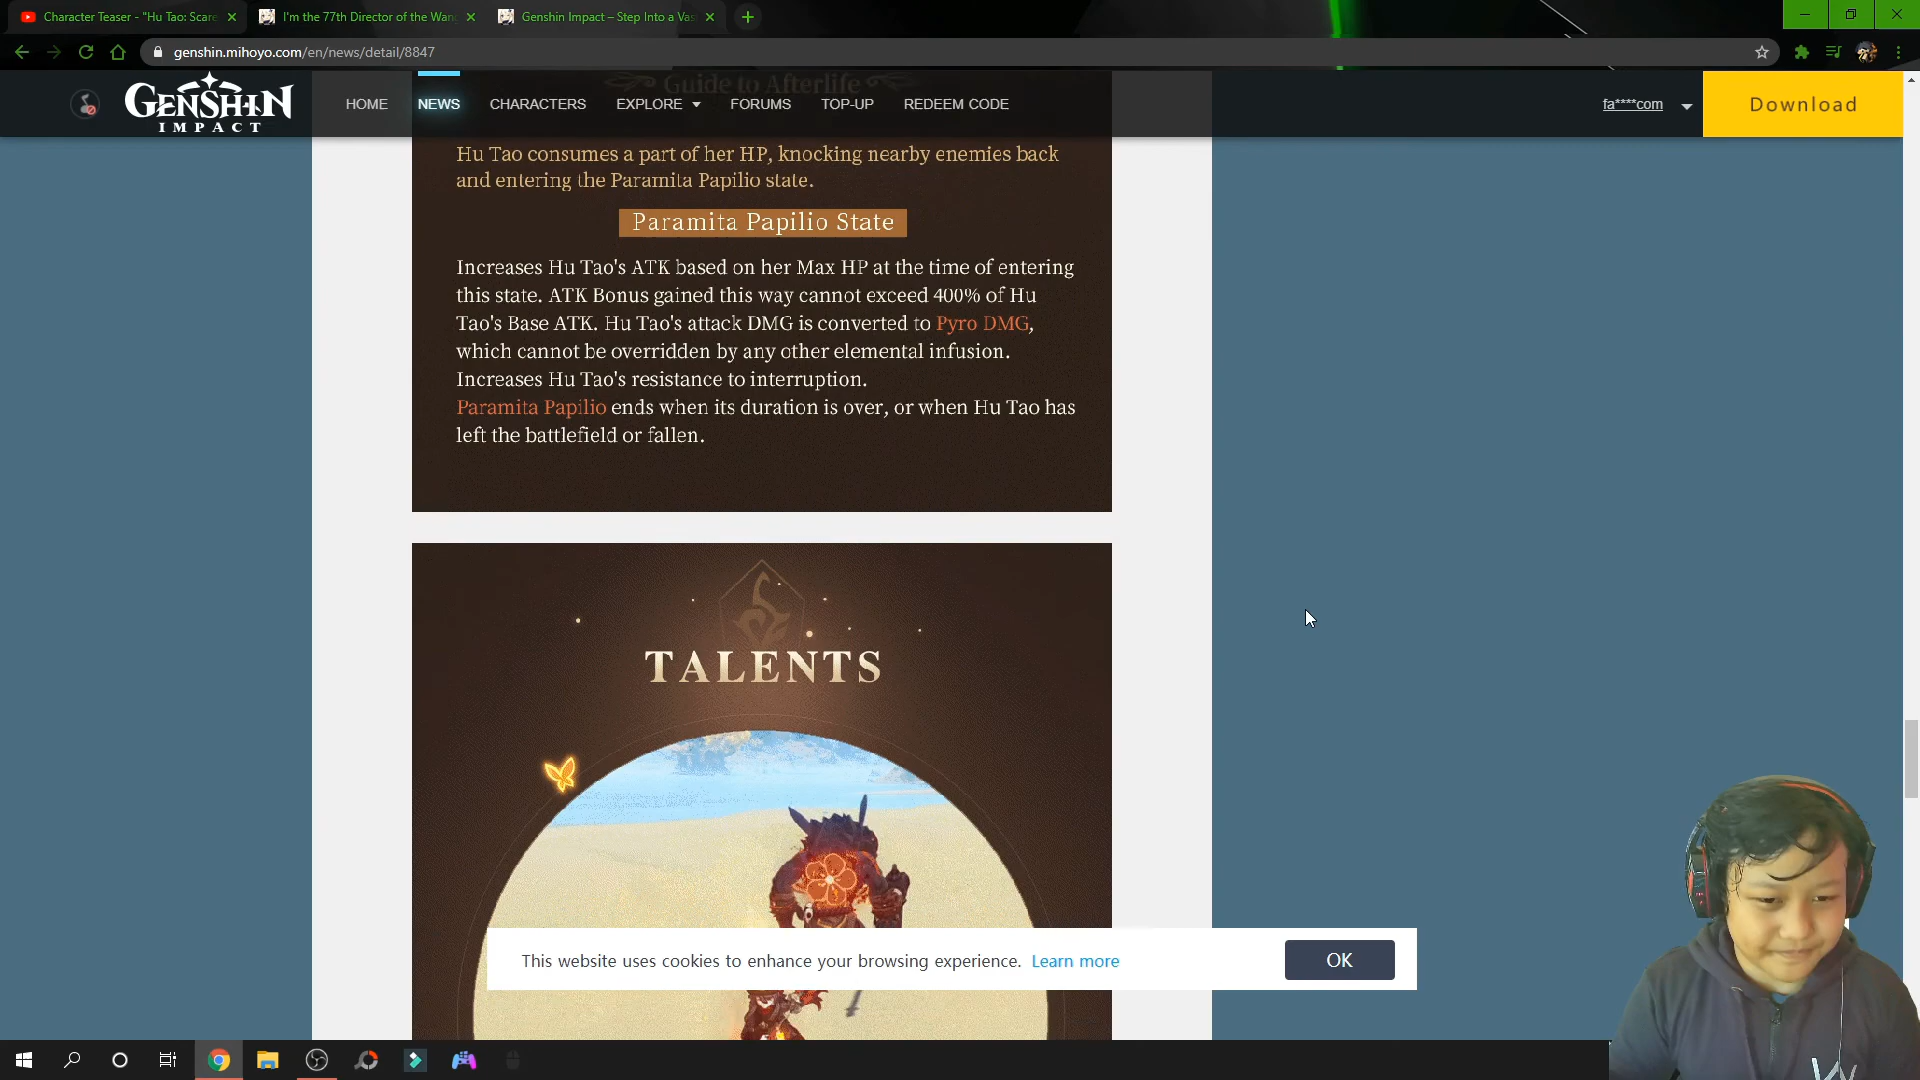 Character Teaser - "Hu Tao: Scare
I'm the 77th Director of the Wang
Genshin Impact – Step Into a Vas
genshin.mihoyo.com/en/news/detail/8847
GENSHIN
IMPACT
HOME
NEWS
CHARACTERS
EXPLORE
FORUMS
TOP-UP
REDEEM CODE
fa****com
Download
Guide to Afterlife
Hu Tao consumes a part of her HP, knocking nearby enemies back
and entering the Paramita Papilio state.
Paramita Papilio State
Increases Hu Tao's ATK based on her Max HP at the time of entering
this state. ATK Bonus gained this way cannot exceed 400% of Hu
Tao's Base ATK. Hu Tao's attack DMG is converted to Pyro DMG,
which cannot be overridden by any other elemental infusion.
Increases Hu Tao's resistance to interruption.
Paramita Papilio ends when its duration is over, or when Hu Tao has
left the battlefield or fallen.
TALENTS
This website uses cookies to enhance your browsing experience. Learn more
OK